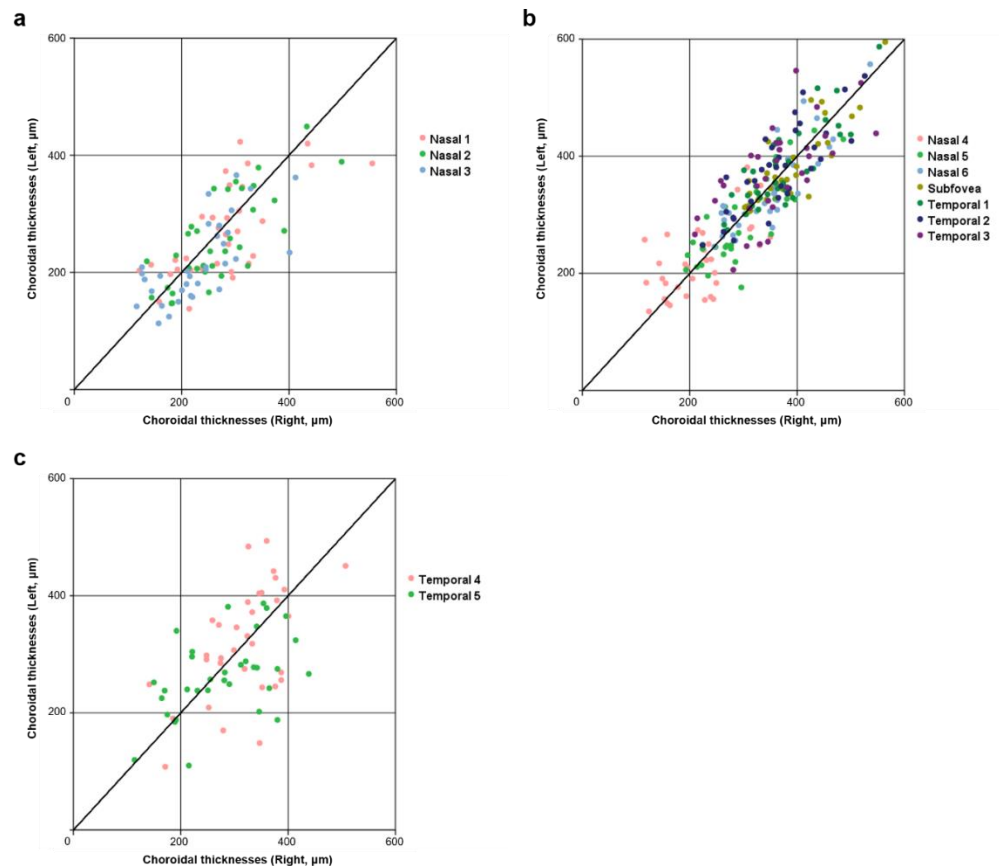 a
600
400
200
0
200
400
600
Choroidal thicknesses (Left, µm)
Choroidal thicknesses (Right, µm)
Nasal 1
Nasal 2
Nasal 3
b
600
400
200
0
200
400
600
Choroidal thicknesses (Left, µm)
Choroidal thicknesses (Right, µm)
Nasal 4
Nasal 5
Nasal 6
Subfovea
Temporal 1
Temporal 2
Temporal 3
c
600
400
200
0
200
400
600
Choroidal thicknesses (Left, µm)
Choroidal thicknesses (Right, µm)
Temporal 4
Temporal 5